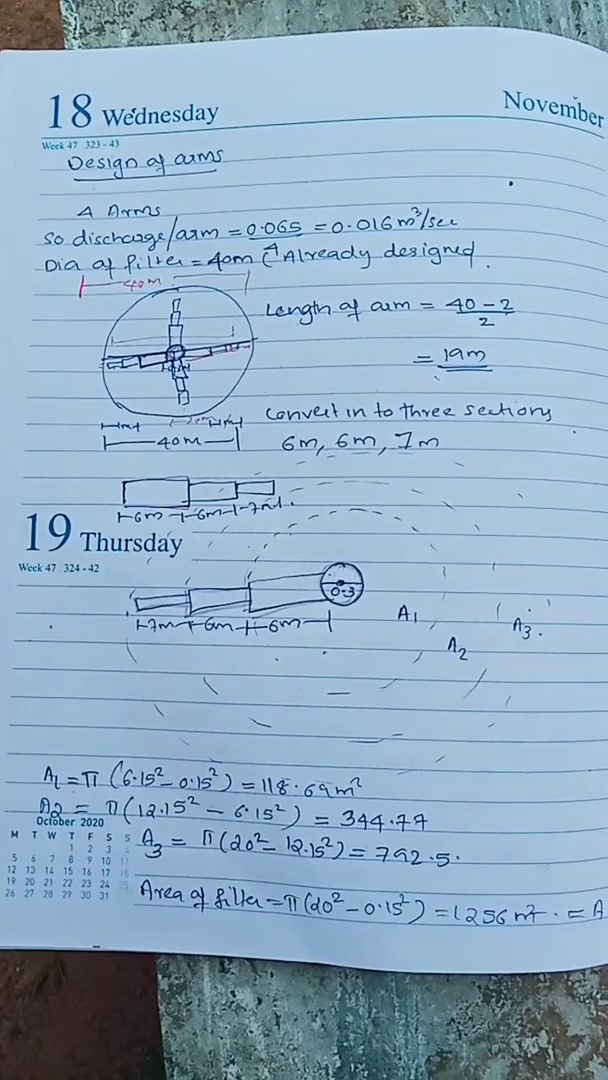 18 Wednesday
November
Week 47 323 - 43
Design of arms
4 Arms
So discharge/arm = 0.065/4 = 0.016 m³/sec
Dia of filter = 40m (Already designed
40m
Length of arm = 40 - 2 / 2
= 19m
Convert in to three sections
6m, 6m, 7m
1m
1m
40m
6m 6m 7m
19 Thursday
Week 47 324 - 42
0.3
7m 6m 6m
A1 A2 A3.
A1 = π (6.15² - 0.15²) = 118.69m²
A2 = π (12.15² - 6.15²) = 344.77
October 2020
A3 = π (20² - 12.15²) = 792.5.
M T W T F S S
1 2 3 4
5 6 7 8 9 10 11
12 13 14 15 16 17 18
19 20 21 22 23 24 25
26 27 28 29 30 31
Area of filter = π (20² - 0.15²) = 1256 m². = A